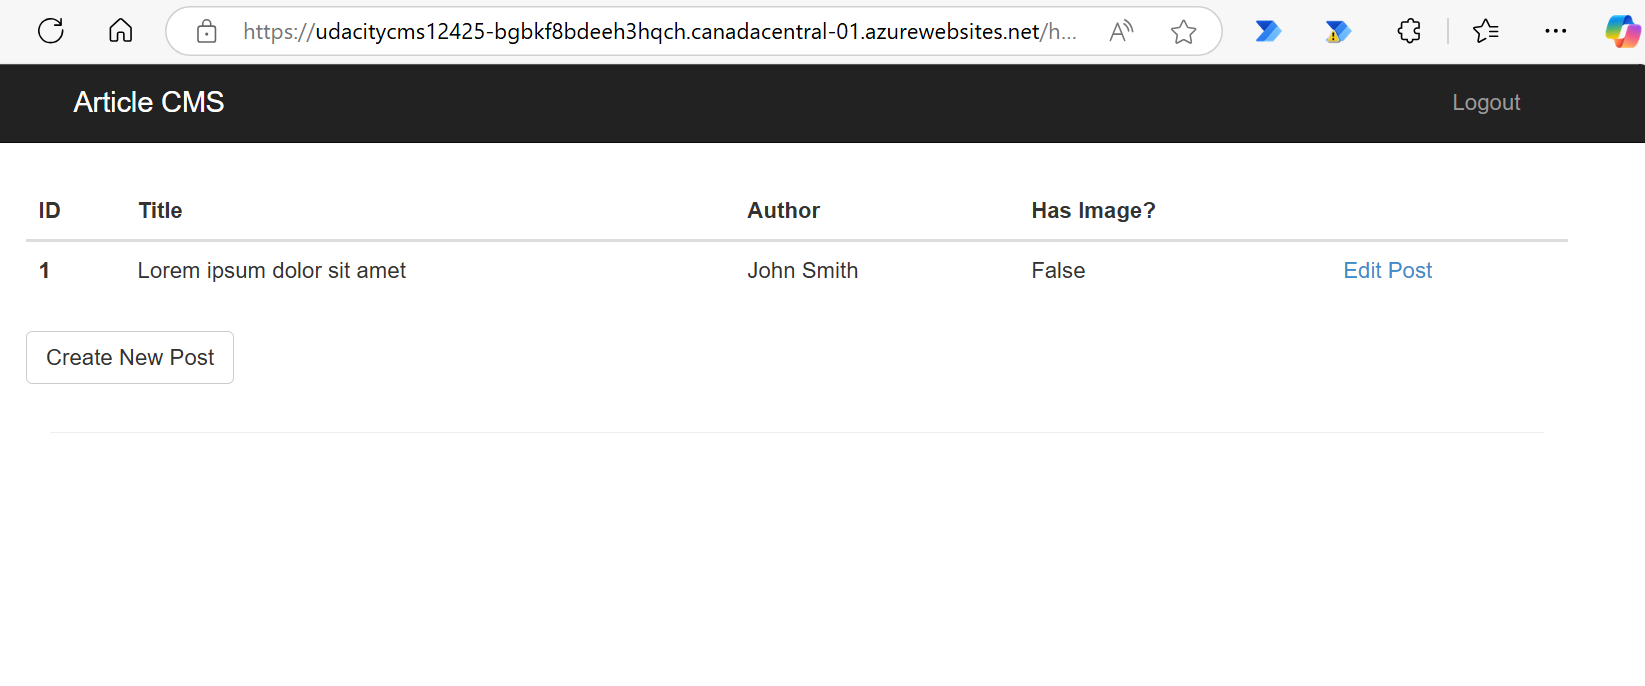 https://udacitycms12425-bgbkf8bdeeh3hqch.canadacentral-01.azurewebsites.net/h...
Article CMS Logout
ID Title Author Has Image?
1 Lorem ipsum dolor sit amet John Smith False Edit Post
Create New Post